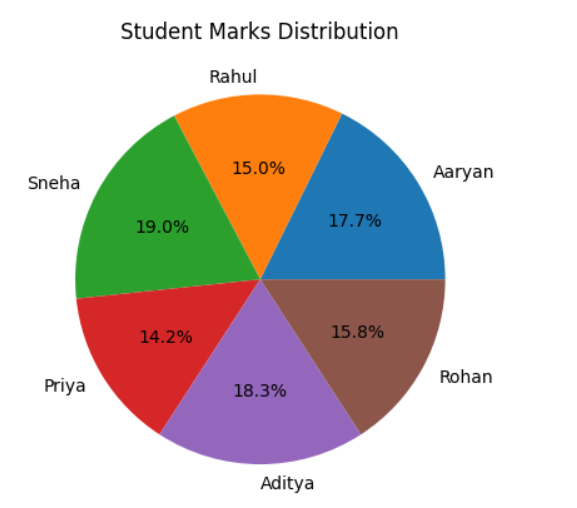 Student Marks Distribution
Rahul
Aaryan
15.0%
Sneha
17.7%
19.0%
15.8%
14.2%
Rohan
Priya
18.3%
Aditya